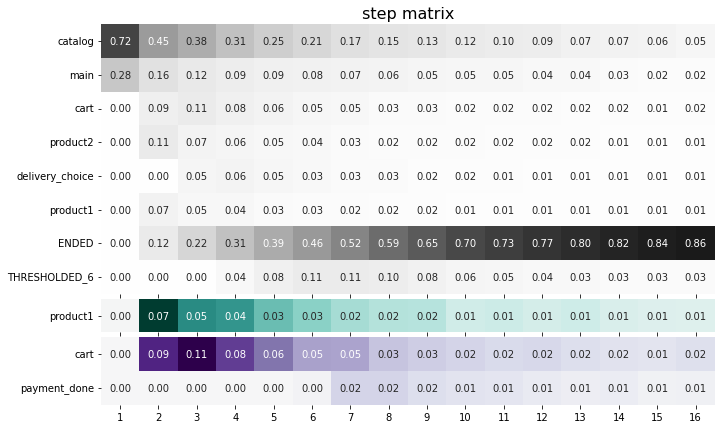 step matrix
catalog 0.72 0.45 0.38 0.31 0.25 0.21 0.17 0.15 0.13 0.12 0.10 0.09 0.07 0.07 0.06 0.05
main 0.28 0.16 0.12 0.09 0.09 0.08 0.07 0.06 0.05 0.05 0.05 0.04 0.04 0.03 0.02 0.02
cart 0.00 0.09 0.11 0.08 0.06 0.05 0.05 0.03 0.03 0.02 0.02 0.02 0.02 0.02 0.01 0.02
product2 0.00 0.11 0.07 0.06 0.05 0.04 0.03 0.02 0.02 0.02 0.02 0.02 0.02 0.01 0.01 0.01
delivery_choice 0.00 0.00 0.05 0.06 0.05 0.03 0.03 0.03 0.02 0.02 0.01 0.01 0.01 0.01 0.01 0.01
product1 0.00 0.07 0.05 0.04 0.03 0.03 0.02 0.02 0.02 0.01 0.01 0.01 0.01 0.01 0.01 0.01
ENDED 0.00 0.12 0.22 0.31 0.39 0.46 0.52 0.59 0.65 0.70 0.73 0.77 0.80 0.82 0.84 0.86
THRESHOLDED_6 0.00 0.00 0.00 0.04 0.08 0.11 0.11 0.10 0.08 0.06 0.05 0.04 0.03 0.03 0.03 0.03
product1 0.00 0.07 0.05 0.04 0.03 0.03 0.02 0.02 0.02 0.01 0.01 0.01 0.01 0.01 0.01 0.01
cart 0.00 0.09 0.11 0.08 0.06 0.05 0.05 0.03 0.03 0.02 0.02 0.02 0.02 0.02 0.01 0.02
payment_done 0.00 0.00 0.00 0.00 0.00 0.00 0.02 0.02 0.02 0.01 0.01 0.01 0.01 0.01 0.01 0.01
1 2 3 4 5 6 7 8 9 10 11 12 13 14 15 16